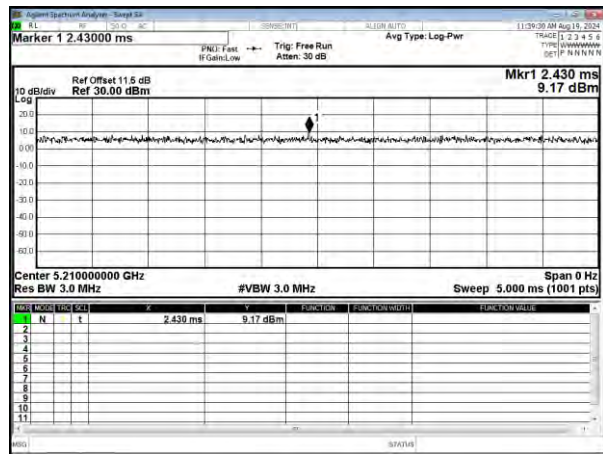 Agilent Spectrum Analyzer - Swept SA
RL RF 50 Ω AC SENSE:INT ALIGN AUTO 11:39:30 AM Aug 19, 2024
Marker 1 2.43000 ms
PNO: Fast Trig: Free Run Avg Type: Log-Pwr TRACE 1 2 3 4 5 6
IFGain:Low Atten: 30 dB TYPE WWWWWW
DET P N N N N N
Ref Offset 11.5 dB Mkr1 2.430 ms
10 dB/div Ref 30.00 dBm 9.17 dBm
Log
20.0
1
10.0
0.00
-10.0
-20.0
-30.0
-40.0
-50.0
-60.0
Center 5.210000000 GHz Span 0 Hz
Res BW 3.0 MHz #VBW 3.0 MHz Sweep 5.000 ms (1001 pts)
MKR MODE TRC SCL X Y FUNCTION FUNCTION WIDTH FUNCTION VALUE
1 N t 2.430 ms 9.17 dBm
2
3
4
5
6
7
8
9
10
11
MSG STATUS